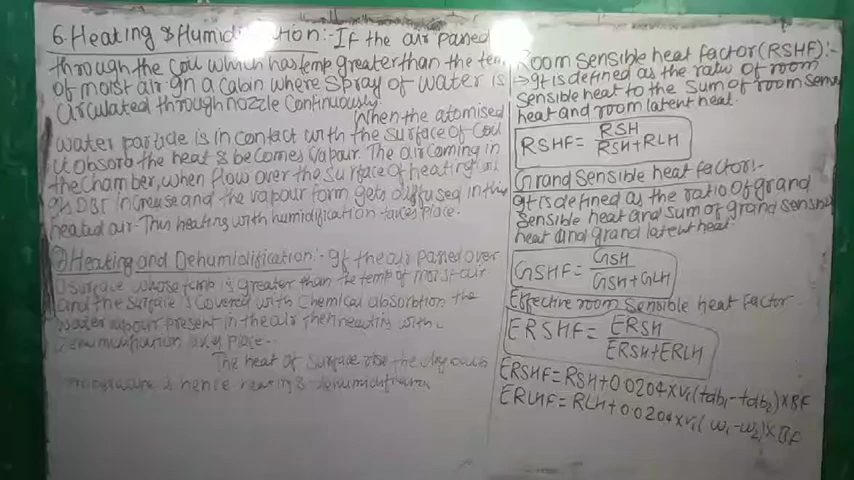 6. Heating & Humidification:- If the air passed
through the coil which has temp greater than the tem
of moist air. In a cabin where spray of water is
circulated through nozzle continuously.
When the atomised
water particle is in contact with the surface of coil
it absorb the heat & becomes vapour. The air coming in
the chamber, when flow over the surface of heating
its DBT increase and the vapour form gets diffused in this
heated air. Thus heating with humidification takes place.
7) Heating and Dehumidification:- If the air passed over
a surface whose temp is greater than the temp of moist air
and the surface is covered with chemical absorption the
water vapour present in the air then heating with
dehumidification takes place.
The heat of surface rise the
moisture & hence heating & dehumidification
Room sensible heat factor(RSHF):-
→ It is defined as the ratio of room
sensible heat to the sum of room sens
heat and room latent heat.
RSHF = RSH / RSH + RLH
Grand sensible heat factor:-
It is defined as the ratio of grand
sensible heat and sum of grand sensible
heat and grand latent heat.
GSHF = GSH / GSH + GLH
Effective room sensible heat factor-
ERSHF = ERSH / ERSH + ERLH
ERSHF = RSH + 0.0204 × v₁(tdb₁ - tdb₂) × BF
ERLHF = RLH + 0.0204 × v₁(w₁ - w₂) × BF